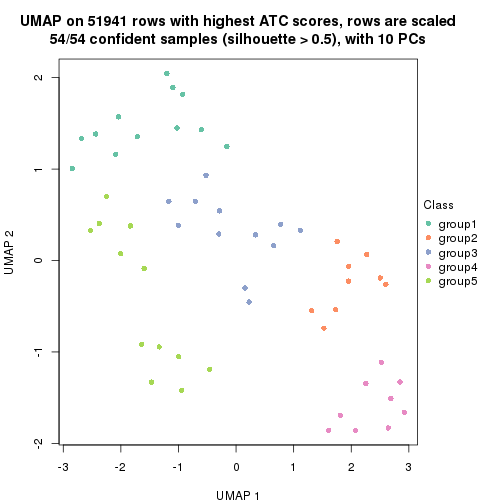 UMAP on 51941 rows with highest ATC scores, rows are scaled
54/54 confident samples (silhouette > 0.5), with 10 PCs
2
1
0
-1
-2
UMAP 2
-3
-2
-1
0
1
2
3
UMAP 1
Class
group1
group2
group3
group4
group5